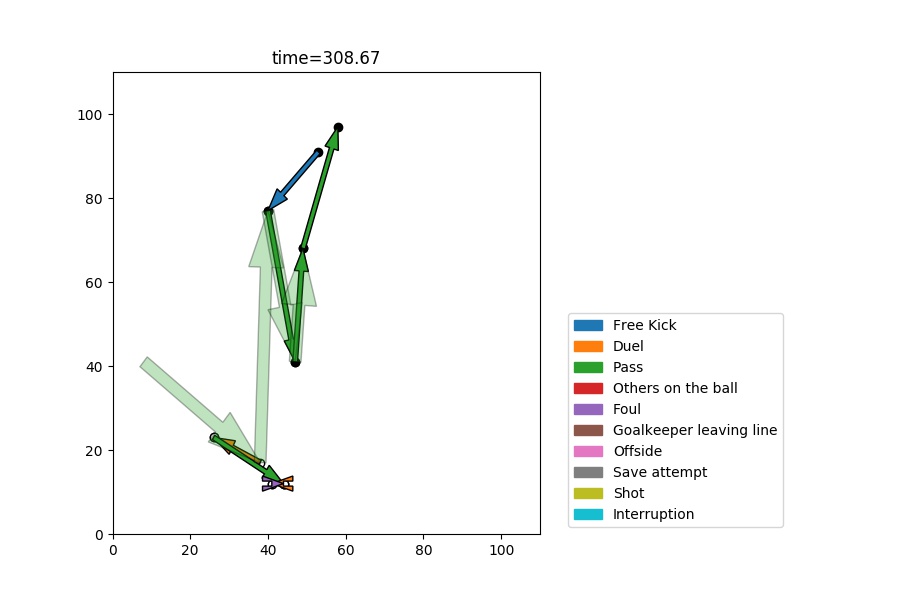 time=308.67
100
80
60
40
20
0
0 20 40 60 80 100
Free Kick
Duel
Pass
Others on the ball
Foul
Goalkeeper leaving line
Offside
Save attempt
Shot
Interruption